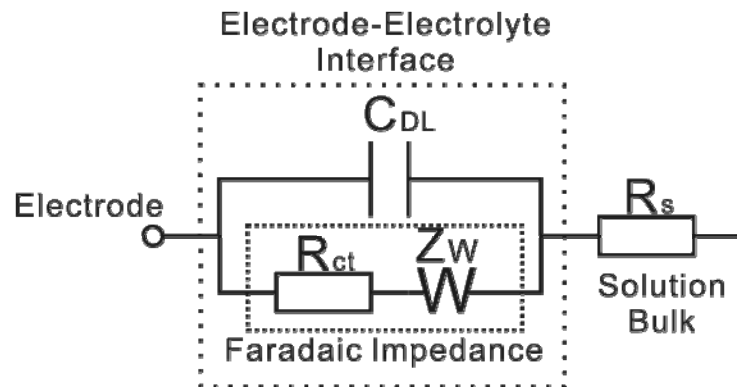 Electrode-Electrolyte
Interface
CDL
Electrode
Rs
Rct
ZW
W
Solution
Bulk
Faradaic Impedance